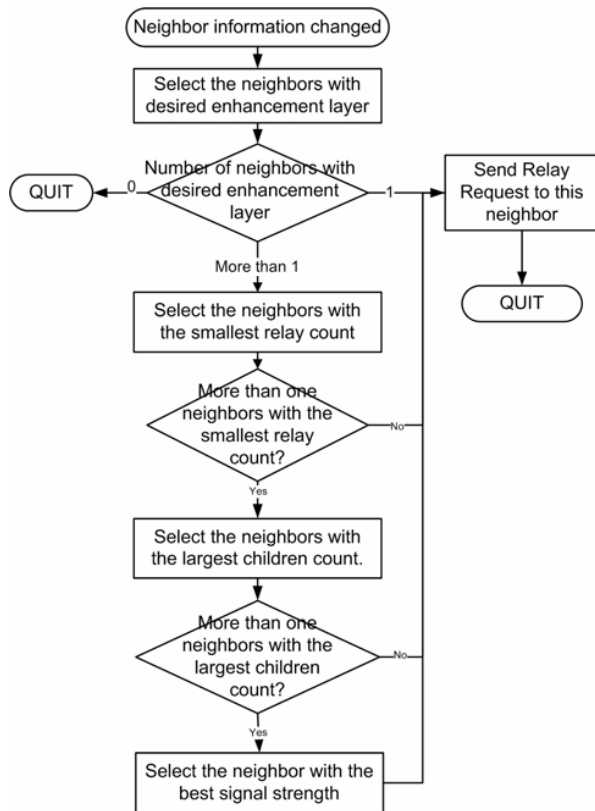 Neighbor information changed
Select the neighbors with
desired enhancement layer
Number of neighbors with
desired enhancement
layer
0
QUIT
1
Send Relay
Request to this
neighbor
QUIT
More than 1
Select the neighbors with
the smallest relay count
More than one
neighbors with the
smallest relay
count?
No
Yes
Select the neighbors with
the largest children count.
More than one
neighbors with the
largest children
count?
No
Yes
Select the neighbor with the
best signal strength